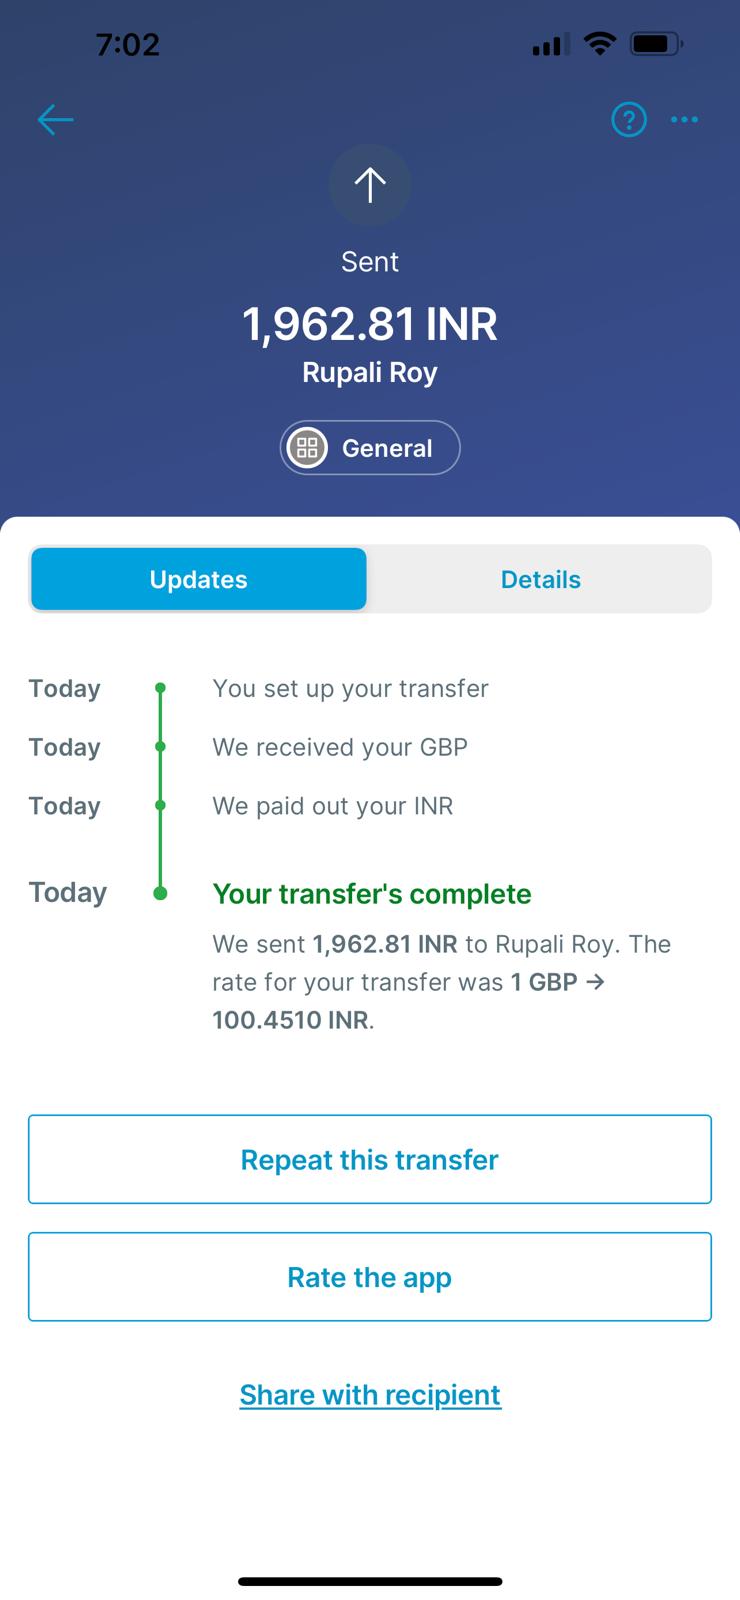 7:02
Sent
1,962.81 INR
Rupali Roy
General
Updates
Details
Today
You set up your transfer
Today
We received your GBP
Today
We paid out your INR
Today
Your transfer's complete
We sent 1,962.81 INR to Rupali Roy. The
rate for your transfer was 1 GBP →
100.4510 INR.
Repeat this transfer
Rate the app
Share with recipient